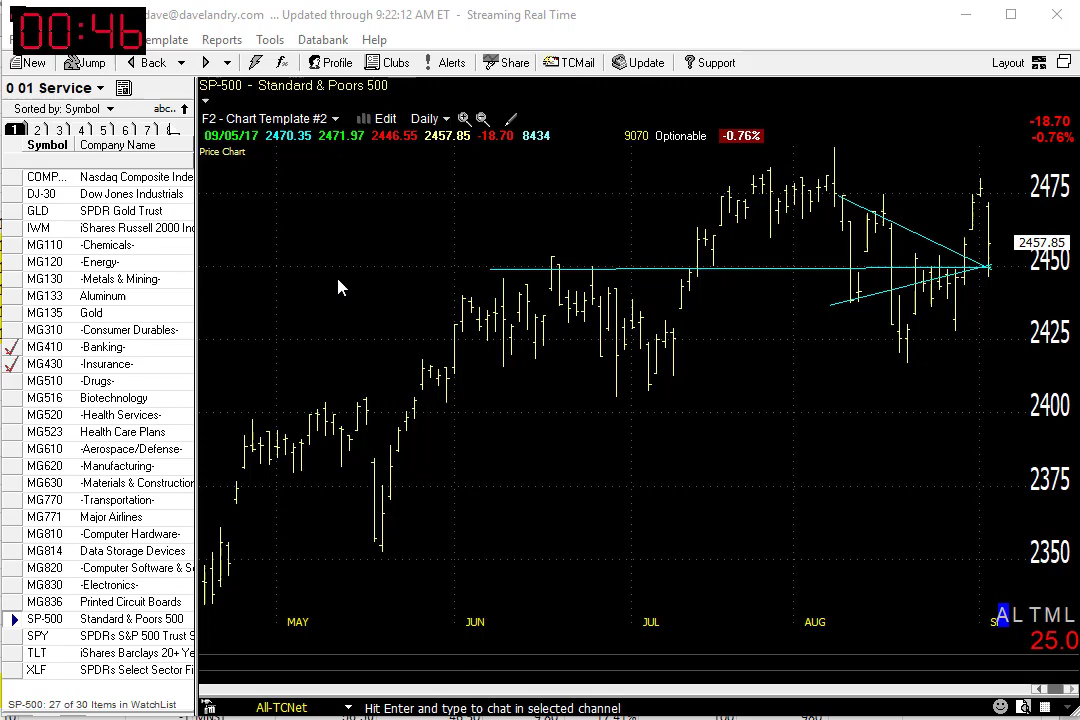 00:46
dave@davelandry.com ... Updated through 9:22:12 AM ET - Streaming Real Time
Reports Tools Databank Help
New Jump Back Profile Clubs Alerts Share TCMail Update Support Layout
0 01 Service
SP-500 - Standard & Poors 500
Sorted by: Symbol abc..
F2 - Chart Template #2 Edit Daily
1 2 3 4 5 6 7
09/05/17 2470.35 2471.97 2446.55 2457.85 -18.70 8434 9070 Optionable -0.76%
-18.70
-0.76%
Price Chart
Symbol Company Name
COMP... Nasdaq Composite Inde
DJ-30 Dow Jones Industrials
GLD SPDR Gold Trust
IWM iShares Russell 2000 In
MG110 -Chemicals-
MG120 -Energy-
MG130 -Metals & Mining-
MG133 Aluminum
MG135 Gold
MG310 -Consumer Durables-
MG410 -Banking-
MG430 -Insurance-
MG510 -Drugs-
MG516 Biotechnology
MG520 -Health Services-
MG523 Health Care Plans
MG610 -Aerospace/Defense-
MG620 -Manufacturing-
MG630 -Materials & Construction
MG770 -Transportation-
MG771 Major Airlines
MG810 -Computer Hardware-
MG814 Data Storage Devices
MG820 -Computer Software & S
MG830 -Electronics-
MG836 Printed Circuit Boards
SP-500 Standard & Poors 500
SPY SPDRs S&P 500 Trust S
TLT iShares Barclays 20+ Ye
XLF SPDRs Select Sector Fi
2475
2457.85
2450
2425
2400
2375
2350
MAY JUN JUL AUG S
A L T M L
25.0
SP-500: 27 of 30 Items in WatchList
All-TCNet Hit Enter and type to chat in selected channel